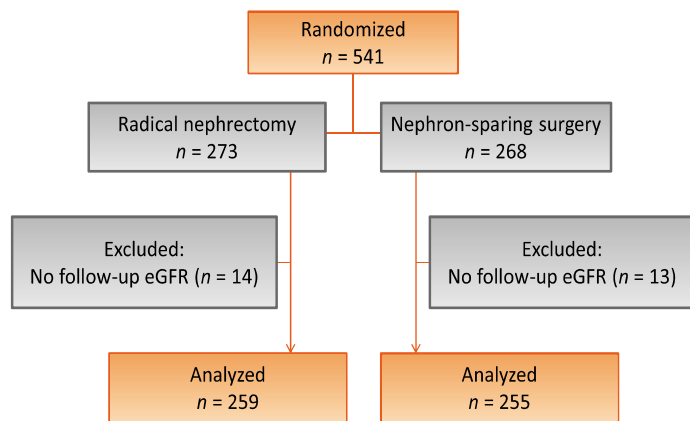 Randomized
n = 541
Radical nephrectomy
n = 273
Nephron-sparing surgery
n = 268
Excluded:
No follow-up eGFR (n = 14)
Excluded:
No follow-up eGFR (n = 13)
Analyzed
n = 259
Analyzed
n = 255